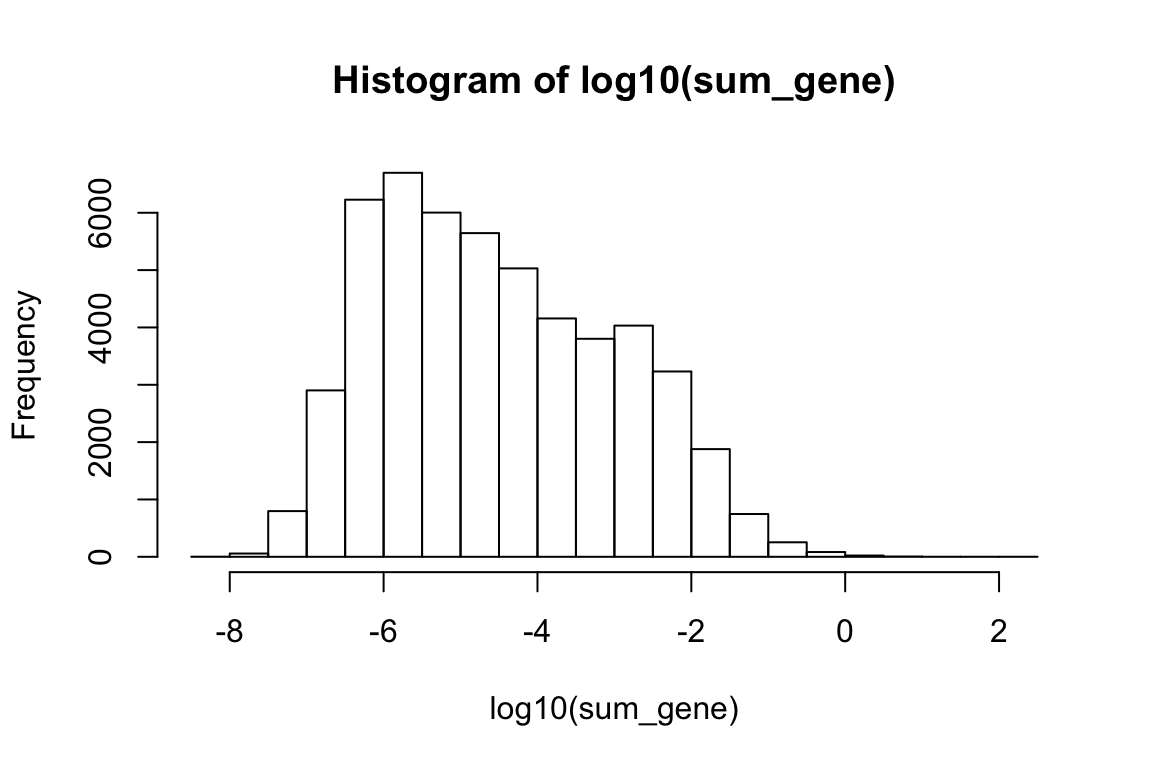 Histogram of log10(sum_gene)
Frequency
6000
4000
2000
0
-8 -6 -4 -2 0 2
log10(sum_gene)